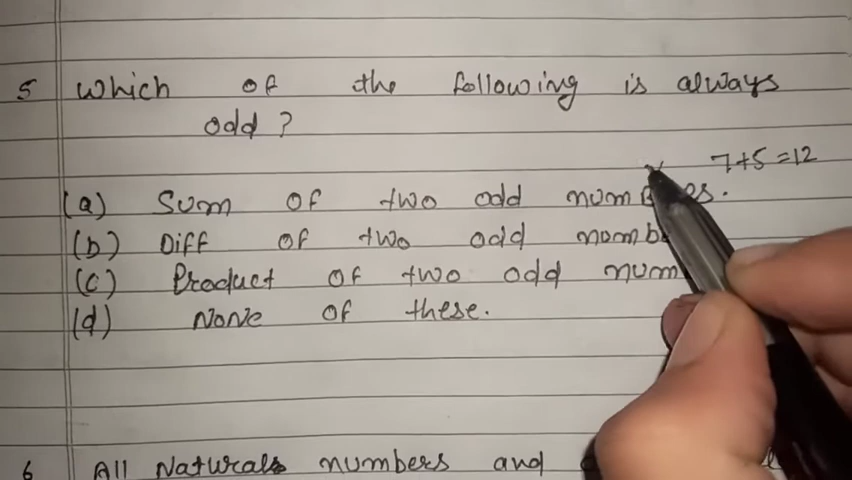 5 Which of the following is always
odd?
7+5=12
(a) Sum of two odd numbers.
(b) Diff of two odd
(c) Product of two odd
(d) None of these.
6 All Naturals numbers and